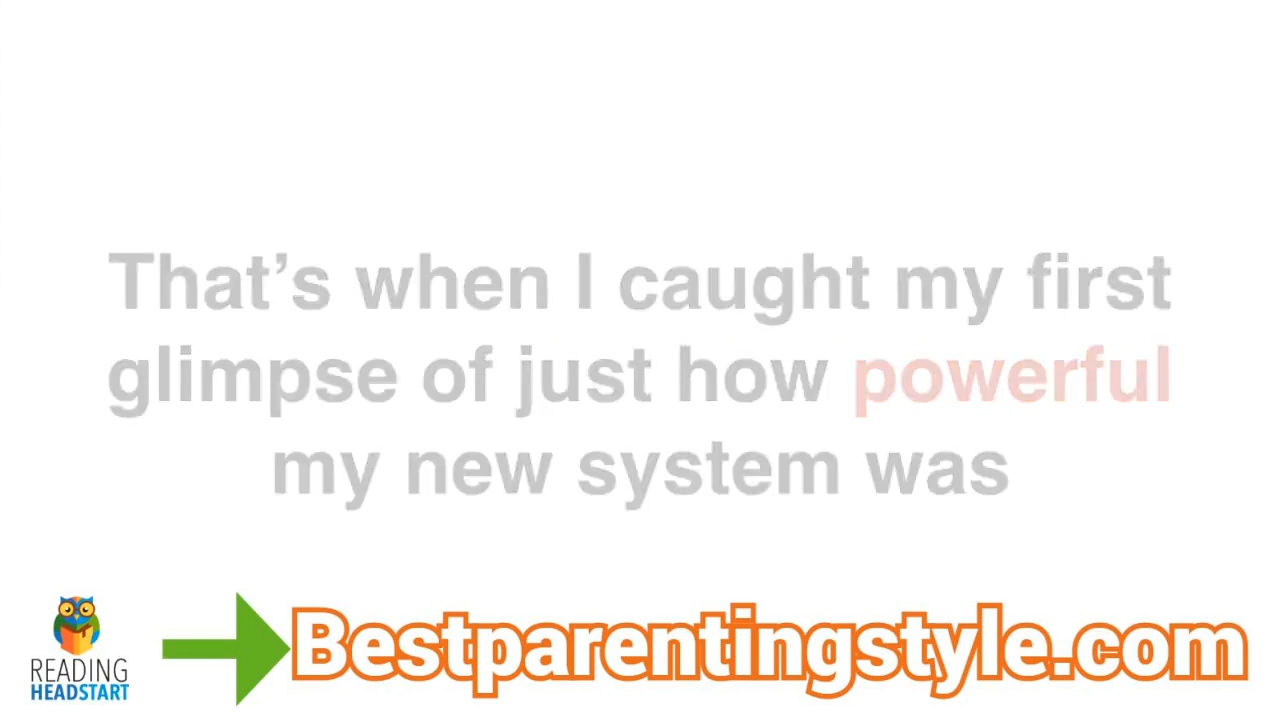 That’s when I caught my first
glimpse of just how powerful
my new system was
READING
HEADSTART
Bestparentingstyle.com